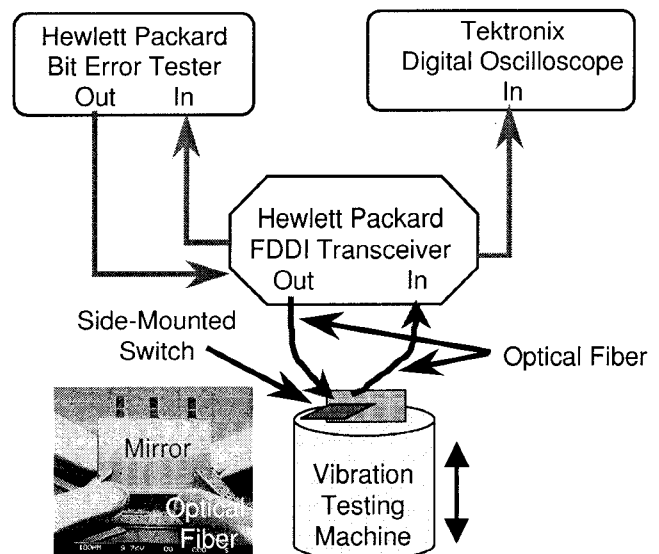 Hewlett Packard
Bit Error Tester
Out In
Tektronix
Digital Oscilloscope
In
Hewlett Packard
FDDI Transceiver
Out In
Side-Mounted
Switch
Optical Fiber
Mirror
Optical
Fiber
Vibration
Testing
Machine